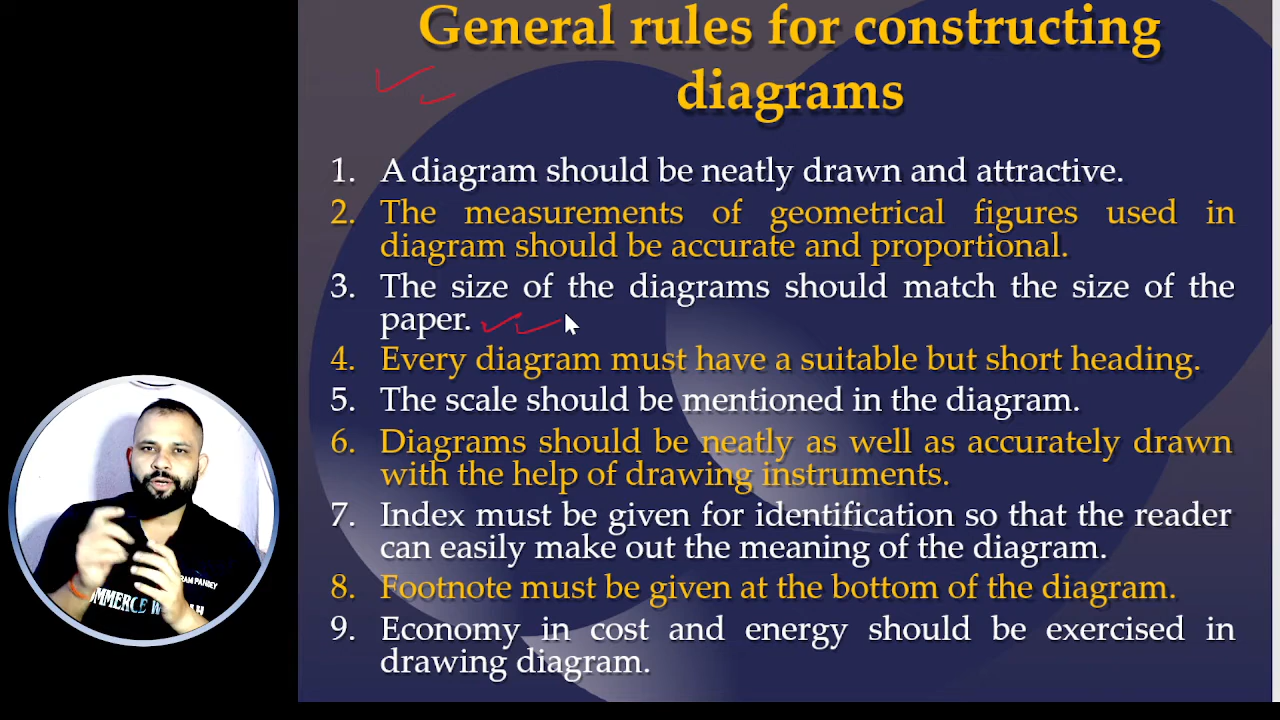 General rules for constructing
diagrams
1. A diagram should be neatly drawn and attractive.
2. The measurements of geometrical figures used in
diagram should be accurate and proportional.
3. The size of the diagrams should match the size of the
paper.
4. Every diagram must have a suitable but short heading.
5. The scale should be mentioned in the diagram.
6. Diagrams should be neatly as well as accurately drawn
with the help of drawing instruments.
7. Index must be given for identification so that the reader
can easily make out the meaning of the diagram.
8. Footnote must be given at the bottom of the diagram.
9. Economy in cost and energy should be exercised in
drawing diagram.
PANDEY